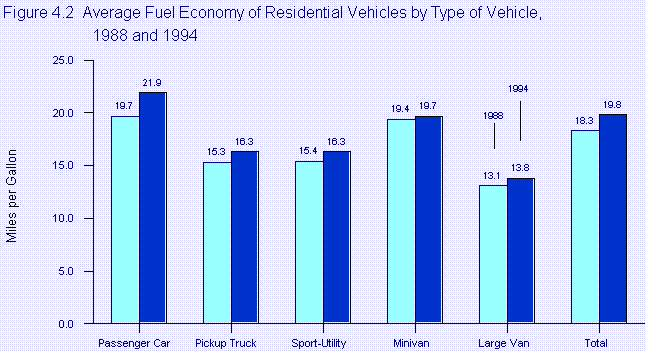 Figure 4.2 Average Fuel Economy of Residential Vehicles by Type of Vehicle,
1988 and 1994
25.0
20.0
15.0
10.0
5.0
0.0
Miles per Gallon
19.7
21.9
15.3
16.3
15.4
16.3
19.4
19.7
1988
1994
13.1
13.8
18.3
19.8
Passenger Car
Pickup Truck
Sport-Utility
Minivan
Large Van
Total